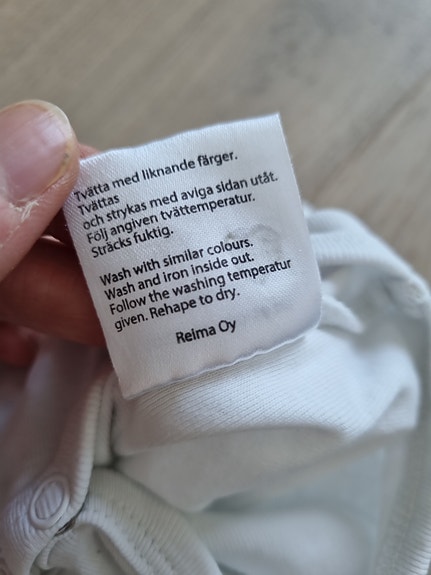 Tvätta med liknande färger.
Tvättas
och strykas med aviga sidan utåt.
Följ angiven tvättemperatur.
Sträcks fuktig.
Wash with similar colours.
Wash and iron inside out.
Follow the washing temperatur
given. Rehape to dry.
Reima Oy